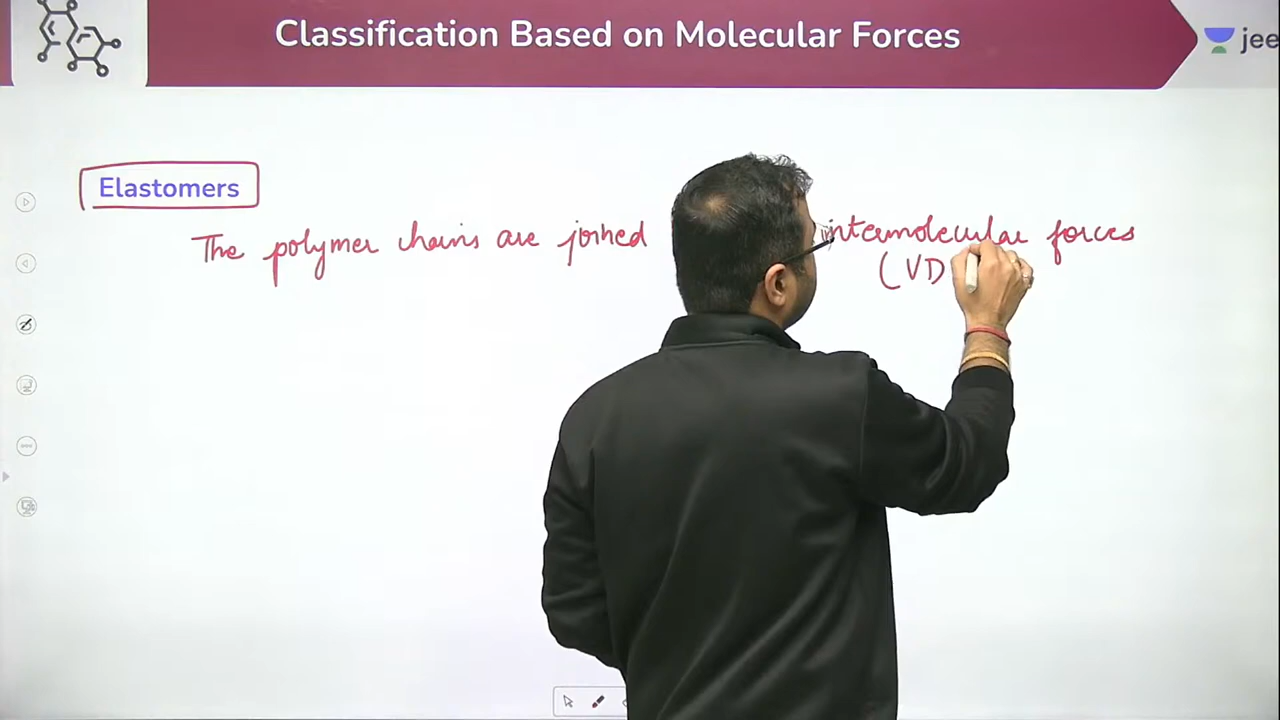 Classification Based on Molecular Forces
jee
Elastomers
The polymer chains are joined intermolecular forces
(VD